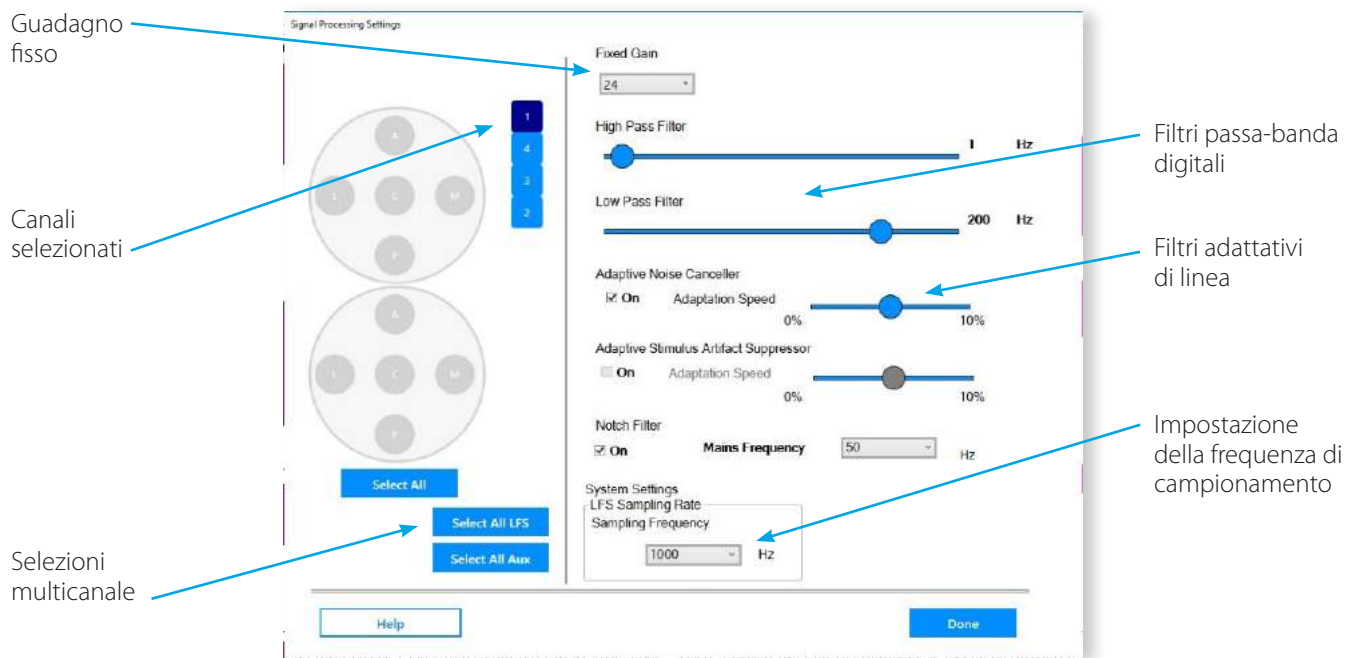 Guadagno
fisso
Canali
selezionati
Selezioni
multicanale
Signal Processing Settings
1
4
3
2
A
L
C
M
P
A
L
C
M
P
Select All
Select All LFS
Select All Aux
Fixed Gain
24
High Pass Filter
1 Hz
Low Pass Filter
200 Hz
Adaptive Noise Canceller
On Adaptation Speed
0% 10%
Adaptive Stimulus Artifact Suppressor
On Adaptation Speed
0% 10%
Notch Filter
On Mains Frequency 50 Hz
System Settings
LFS Sampling Rate
Sampling Frequency
1000 Hz
Help
Done
Filtri passa-banda
digitali
Filtri adattativi
di linea
Impostazione
della frequenza di
campionamento